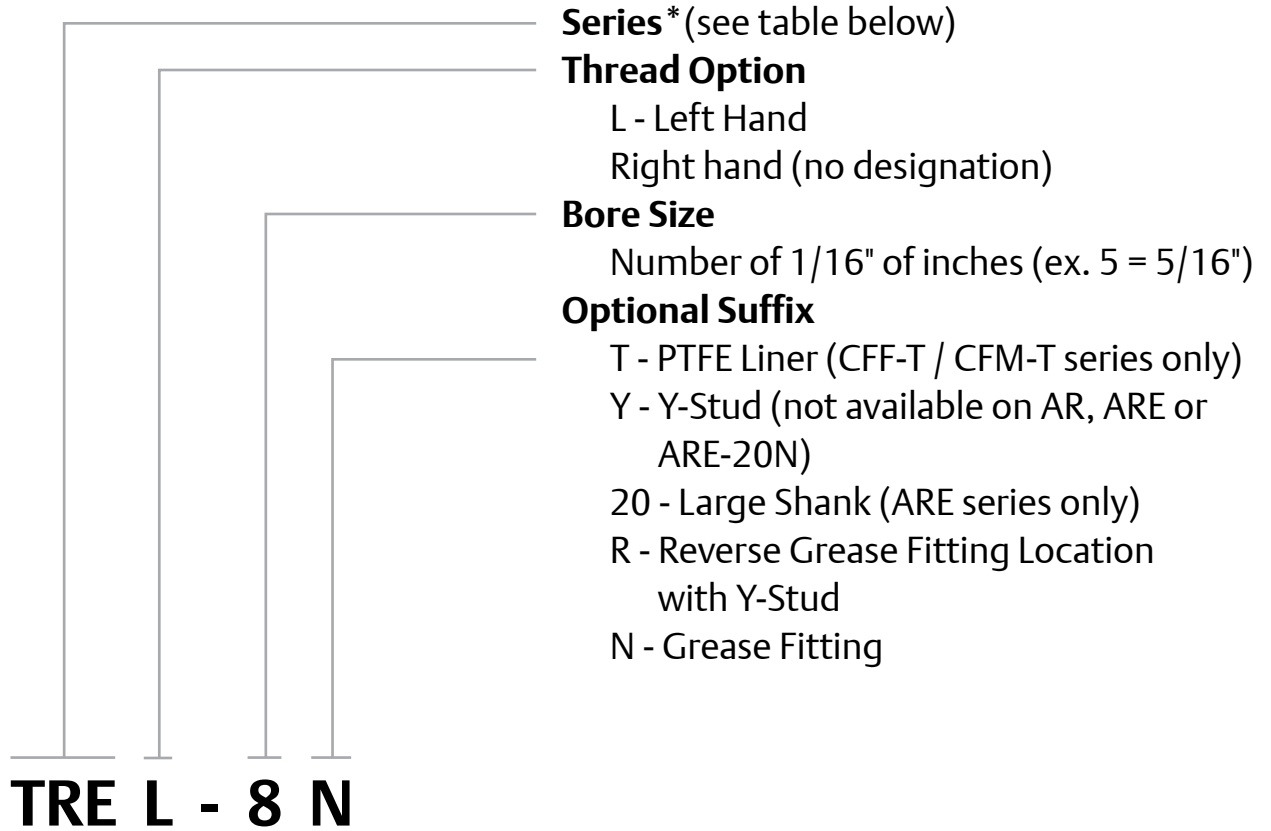 Series* (see table below)
Thread Option
L - Left Hand
Right hand (no designation)
Bore Size
Number of 1/16" of inches (ex. 5 = 5/16")
Optional Suffix
T - PTFE Liner (CFF-T / CFM-T series only)
Y - Y-Stud (not available on AR, ARE or
ARE-20N)
20 - Large Shank (ARE series only)
R - Reverse Grease Fitting Location
with Y-Stud
N - Grease Fitting
TRE L - 8 N